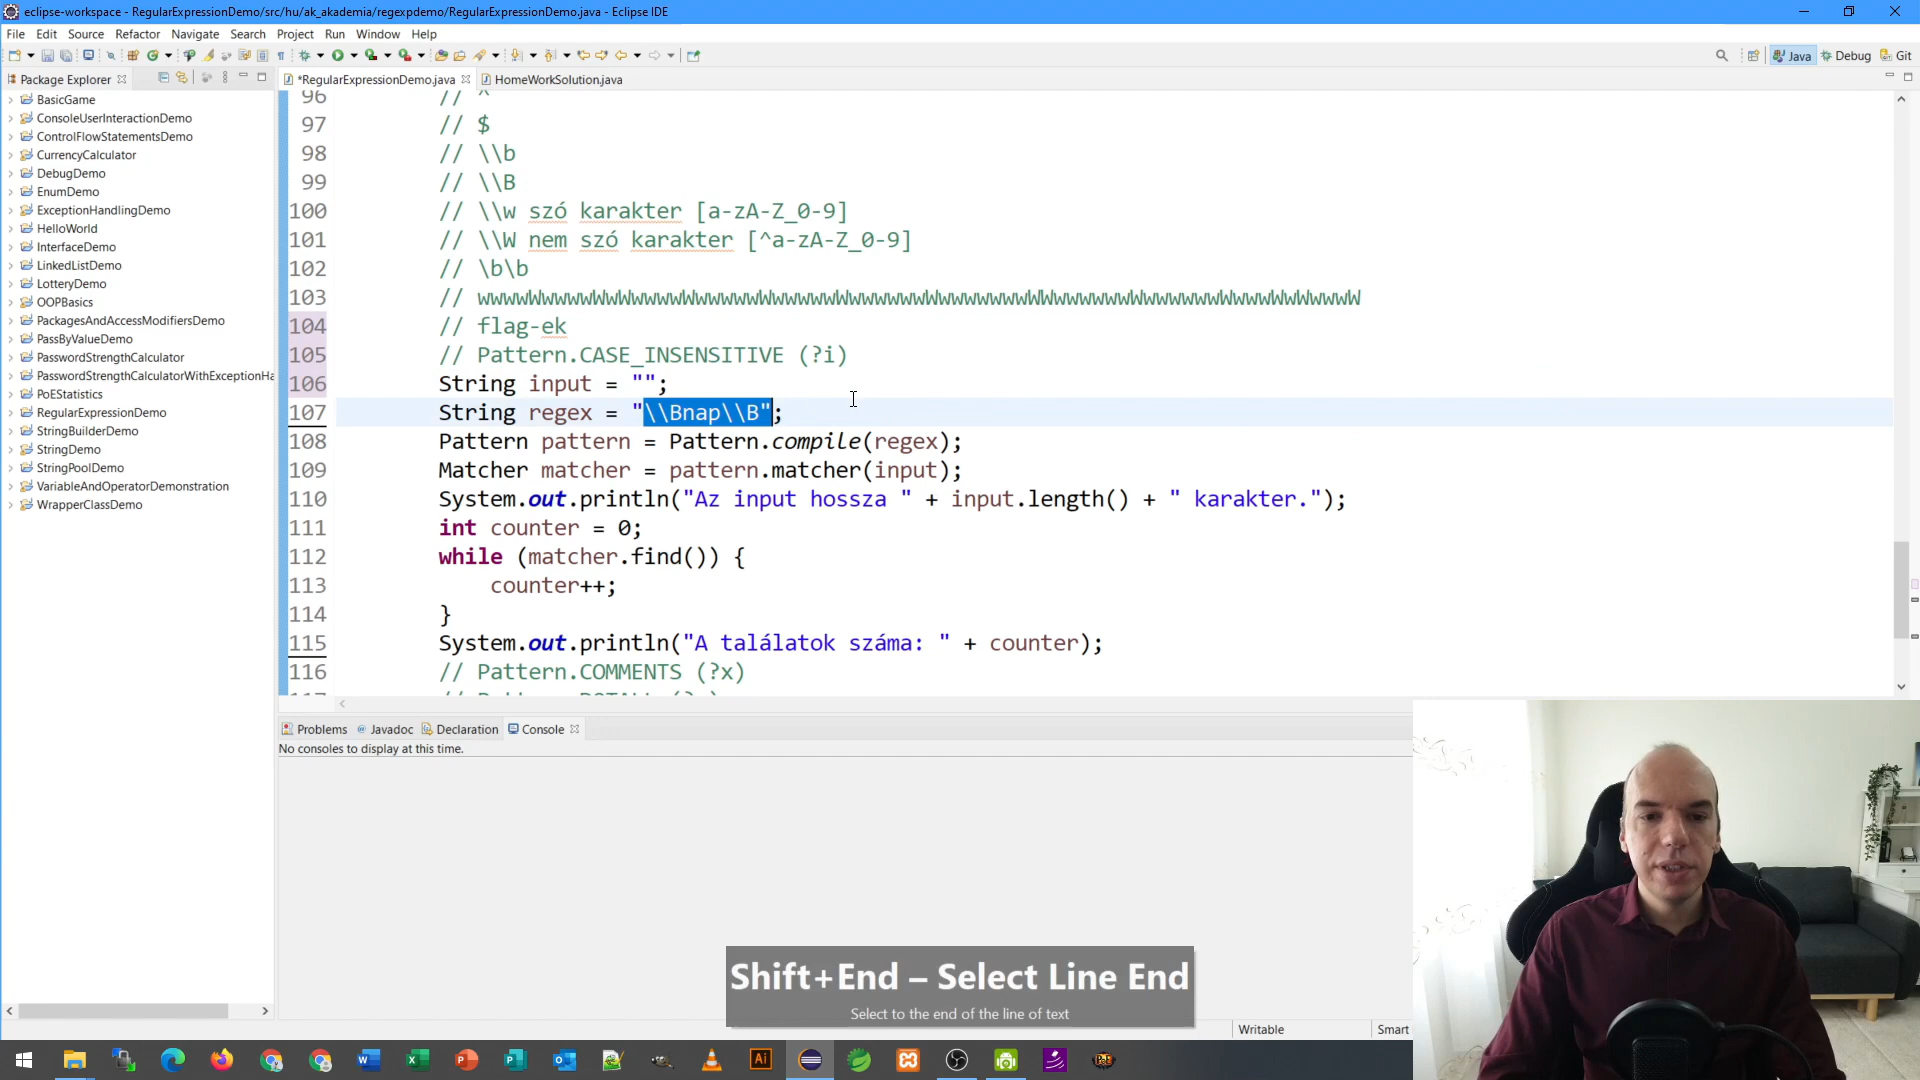 eclipse-workspace - RegularExpressionDemo/src/hu/ak_akademia/regexpdemo/RegularExpressionDemo.java - Eclipse IDE
File Edit Source Refactor Navigate Search Project Run Window Help
Java Debug Git
Package Explorer
*RegularExpressionDemo.java HomeWorkSolution.java
BasicGame
ConsoleUserInteractionDemo
ControlFlowStatementsDemo
CurrencyCalculator
DebugDemo
EnumDemo
ExceptionHandlingDemo
HelloWorld
InterfaceDemo
LinkedListDemo
LotteryDemo
OOPBasics
PackagesAndAccessModifiersDemo
PassByValueDemo
PasswordStrengthCalculator
PasswordStrengthCalculatorWithExceptionHa
PoEStatistics
RegularExpressionDemo
StringBuilderDemo
StringDemo
StringPoolDemo
VariableAndOperatorDemonstration
WrapperClassDemo
96 // ^
97 // $
98 // \\b
99 // \\B
100 // \\w szó karakter [a-zA-Z_0-9]
101 // \\W nem szó karakter [^a-zA-Z_0-9]
102 // \b\b
103 //
104 // flag-ek
105 // Pattern.CASE_INSENSITIVE (?i)
106 String input = "";
107 String regex = "\\Bnap\\B";
108 Pattern pattern = Pattern.compile(regex);
109 Matcher matcher = pattern.matcher(input);
110 System.out.println("Az input hossza " + input.length() + " karakter.");
111 int counter = 0;
112 while (matcher.find()) {
113 counter++;
114 }
115 System.out.println("A találatok száma: " + counter);
116 // Pattern.COMMENTS (?x)
Problems Javadoc Declaration Console
No consoles to display at this time.
Shift+End – Select Line End
Select to the end of the line of text
Writable Smart